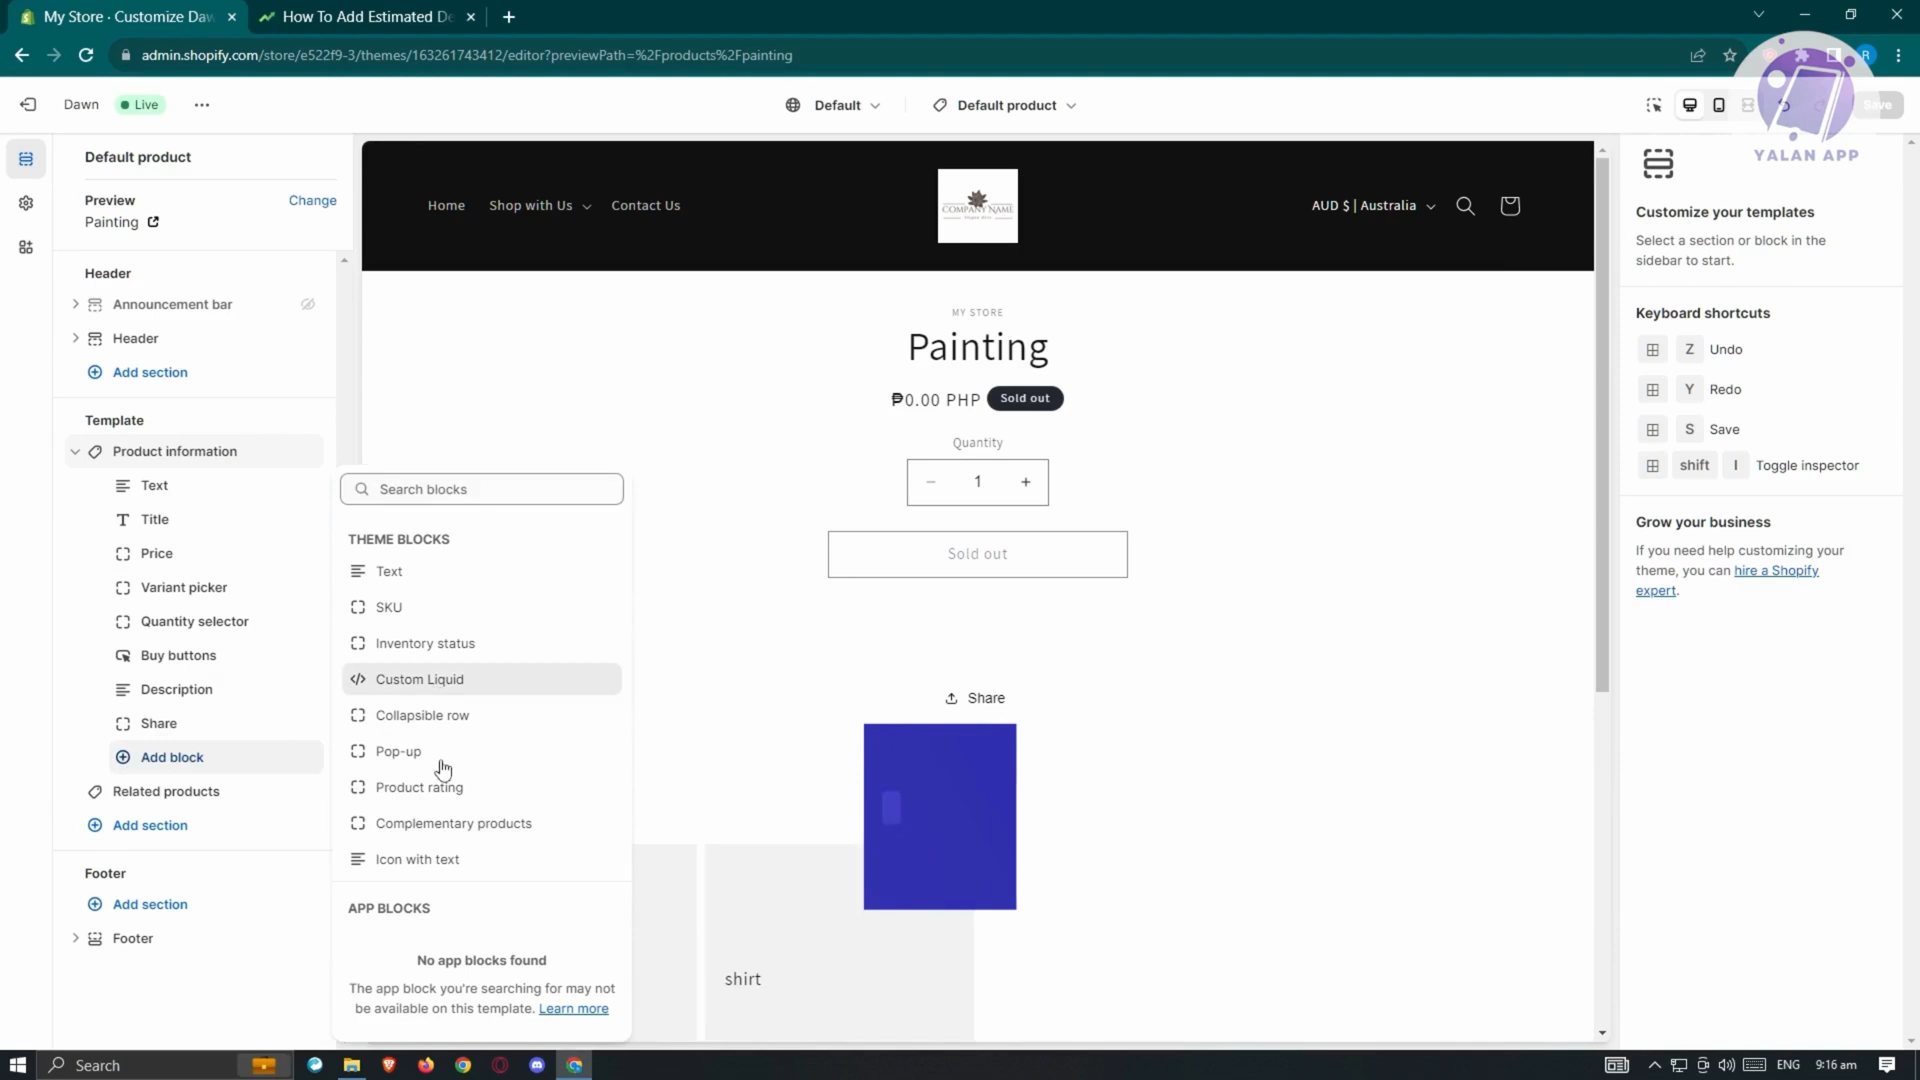 My Store · Customize Daw
How To Add Estimated De
admin.shopify.com/store/e522f9-3/themes/163261743412/editor?previewPath=%2Fproducts%2Fpainting
R
Dawn
Live
Default
Default product
Save
YALAN APP
Default product
Preview
Change
Painting
Header
Announcement bar
Header
Add section
Template
Product information
Text
Title
Price
Variant picker
Quantity selector
Buy buttons
Description
Share
Add block
Related products
Add section
Footer
Add section
Footer
Search blocks
THEME BLOCKS
Text
SKU
Inventory status
Custom Liquid
Collapsible row
Pop-up
Product rating
Complementary products
Icon with text
APP BLOCKS
No app blocks found
The app block you're searching for may not
be available on this template. Learn more
Home
Shop with Us
Contact Us
COMPANY NAME
AUD $ | Australia
MY STORE
Painting
₱0.00 PHP
Sold out
Quantity
1
Sold out
Share
shirt
Customize your templates
Select a section or block in the
sidebar to start.
Keyboard shortcuts
Z Undo
Y Redo
S Save
shift I Toggle inspector
Grow your business
If you need help customizing your
theme, you can hire a Shopify
expert.
Search
ENG
9:16 am